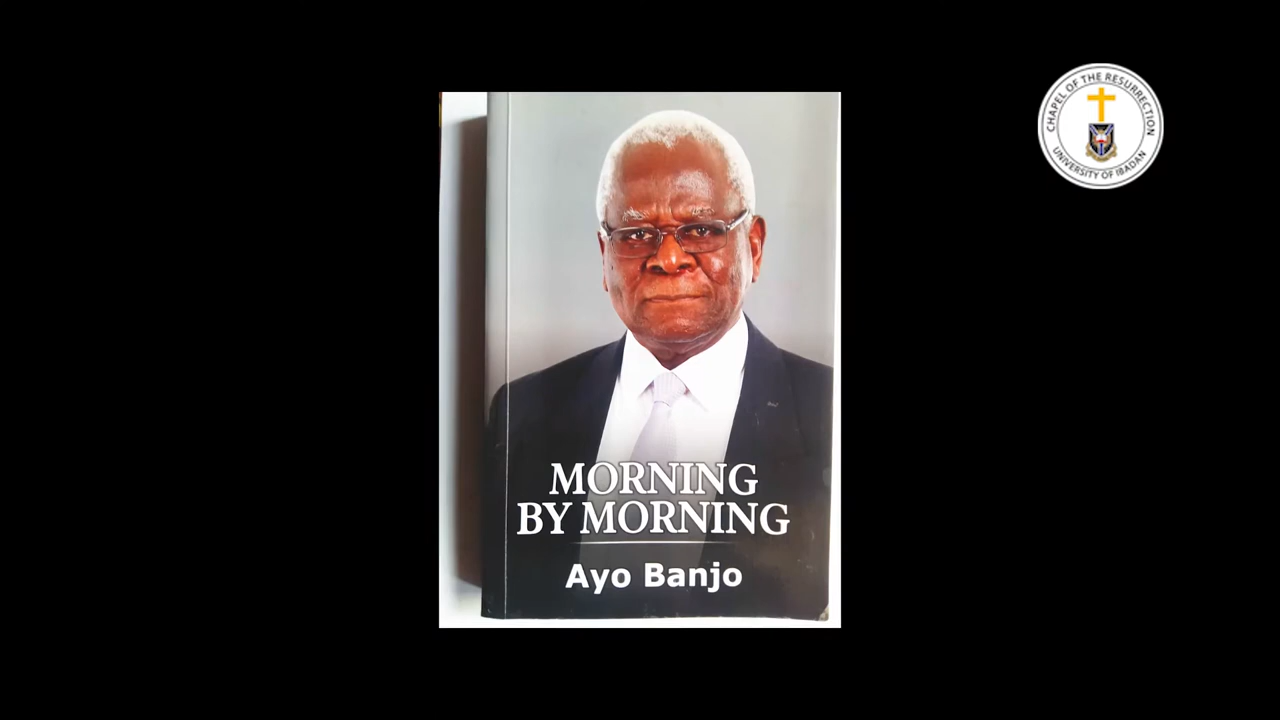 MORNING
BY MORNING
Ayo Banjo
CHAPEL OF THE RESURRECTION
UNIVERSITY OF IBADAN